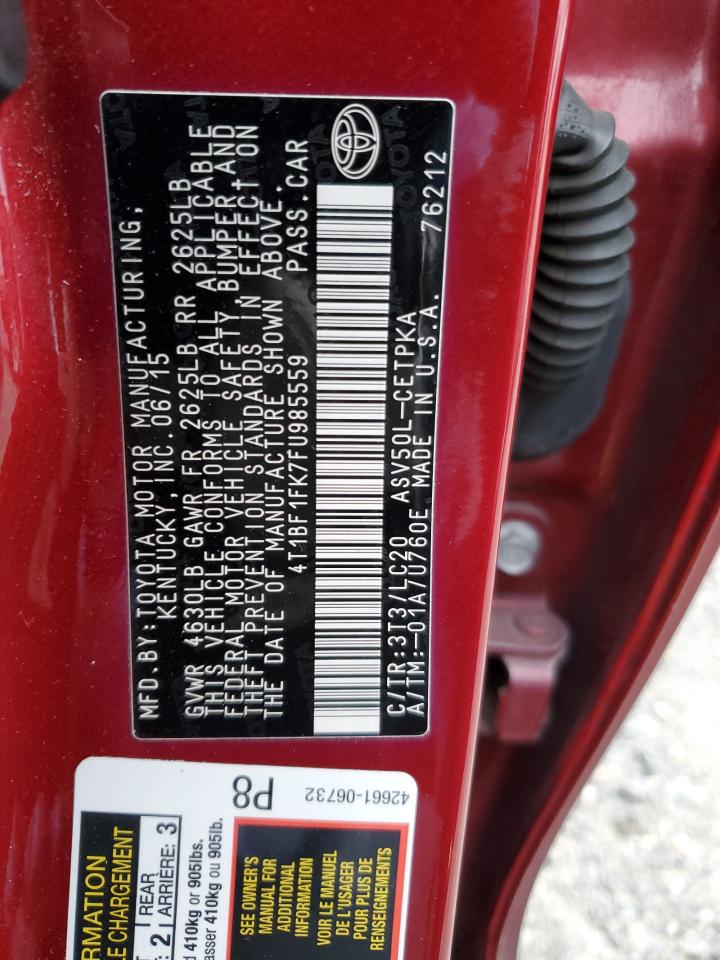 MFD.BY:TOYOTA MOTOR MANUFACTURING,
KENTUCKY, INC.06/15
GVWR 4630LB GAWR FR 2625LB RR 2625LB
THIS VEHICLE CONFORMS TO ALL APPLICABLE
FEDERAL MOTOR VEHICLE SAFETY, BUMPER AND
THEFT PREVENTION STANDARDS IN EFFECT ON
THE DATE OF MANUFACTURE SHOWN ABOVE.
4T1BF1FK7FU985559 PASS.CAR
C/TR:3T3/LC20 ASV50L-CETPKA
A/TM:-01A7U760E MADE IN U.S.A. 76212
TOYOTA
42661-06732
P8
ORMATION
LE CHARGEMENT
REAR
2 ARRIÈRE: 3
d 410kg or 905lbs.
asser 410kg ou 905lb.
SEE OWNER'S
MANUAL FOR
ADDITIONAL
INFORMATION
VOIR LE MANUEL
DE L'USAGER
POUR PLUS DE
RENSEIGNEMENTS